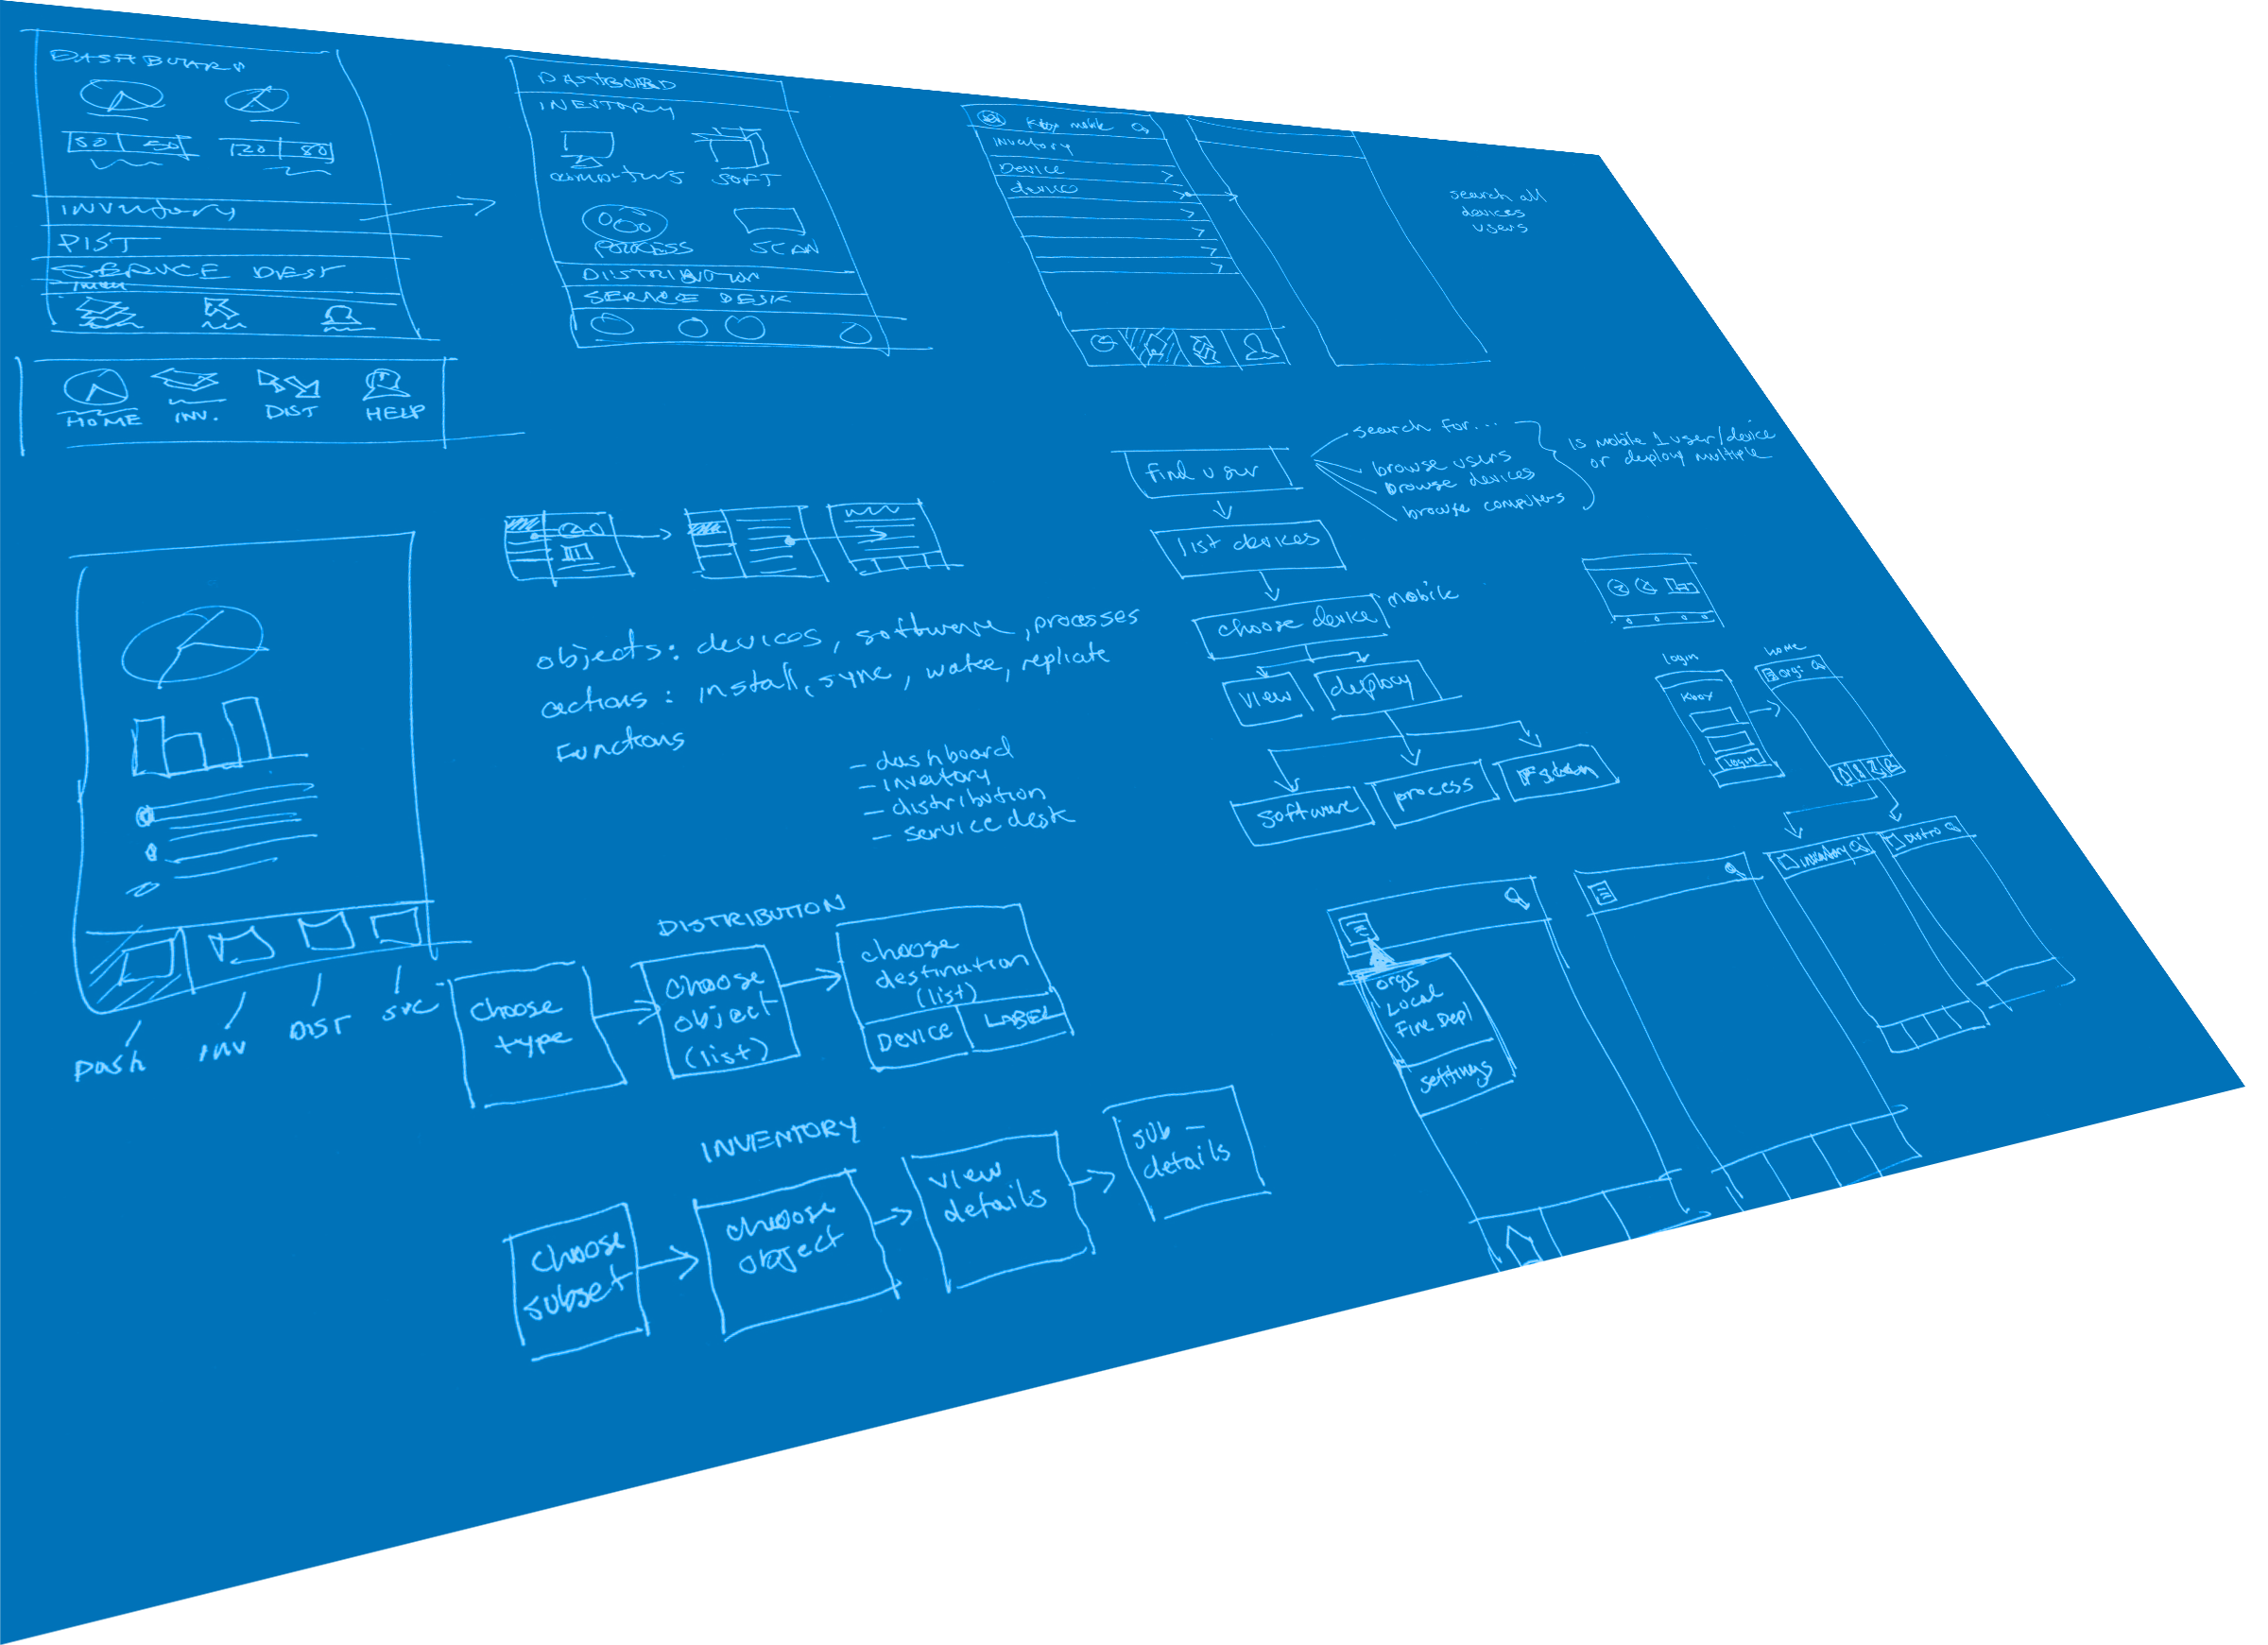 DASHBOARD
50 50
120 80
INVENTORY
DIST
SERVICE DESK
HOME INV. DIST HELP
DASHBOARD
INVENTORY
COMPUTERS SOFT
PROCESS SCAN
DISTRIBUTION
SERVICE DESK
Kbox mobile
Inventory
Device
device
search all
devices
users
find user
search for...
browse users
browse devices
browse computers
Is mobile 1 user/device
or deploy multiple
list devices
choose device
mobile
view
deploy
software
process
objects: devices, software, processes
actions: install, sync, wake, replicate
Functions
- dashboard
- inventory
- distribution
- service desk
login
Kbox
login
home
org:
Inventory
Distro
Dash
INV
DIST
SVC
DISTRIBUTION
choose
type
choose
object
(list)
choose
destination
(list)
DEVICE
LABEL
INVENTORY
choose
subset
choose
object
view
details
sub-
details
orgs
Local
Fire Depl
settings